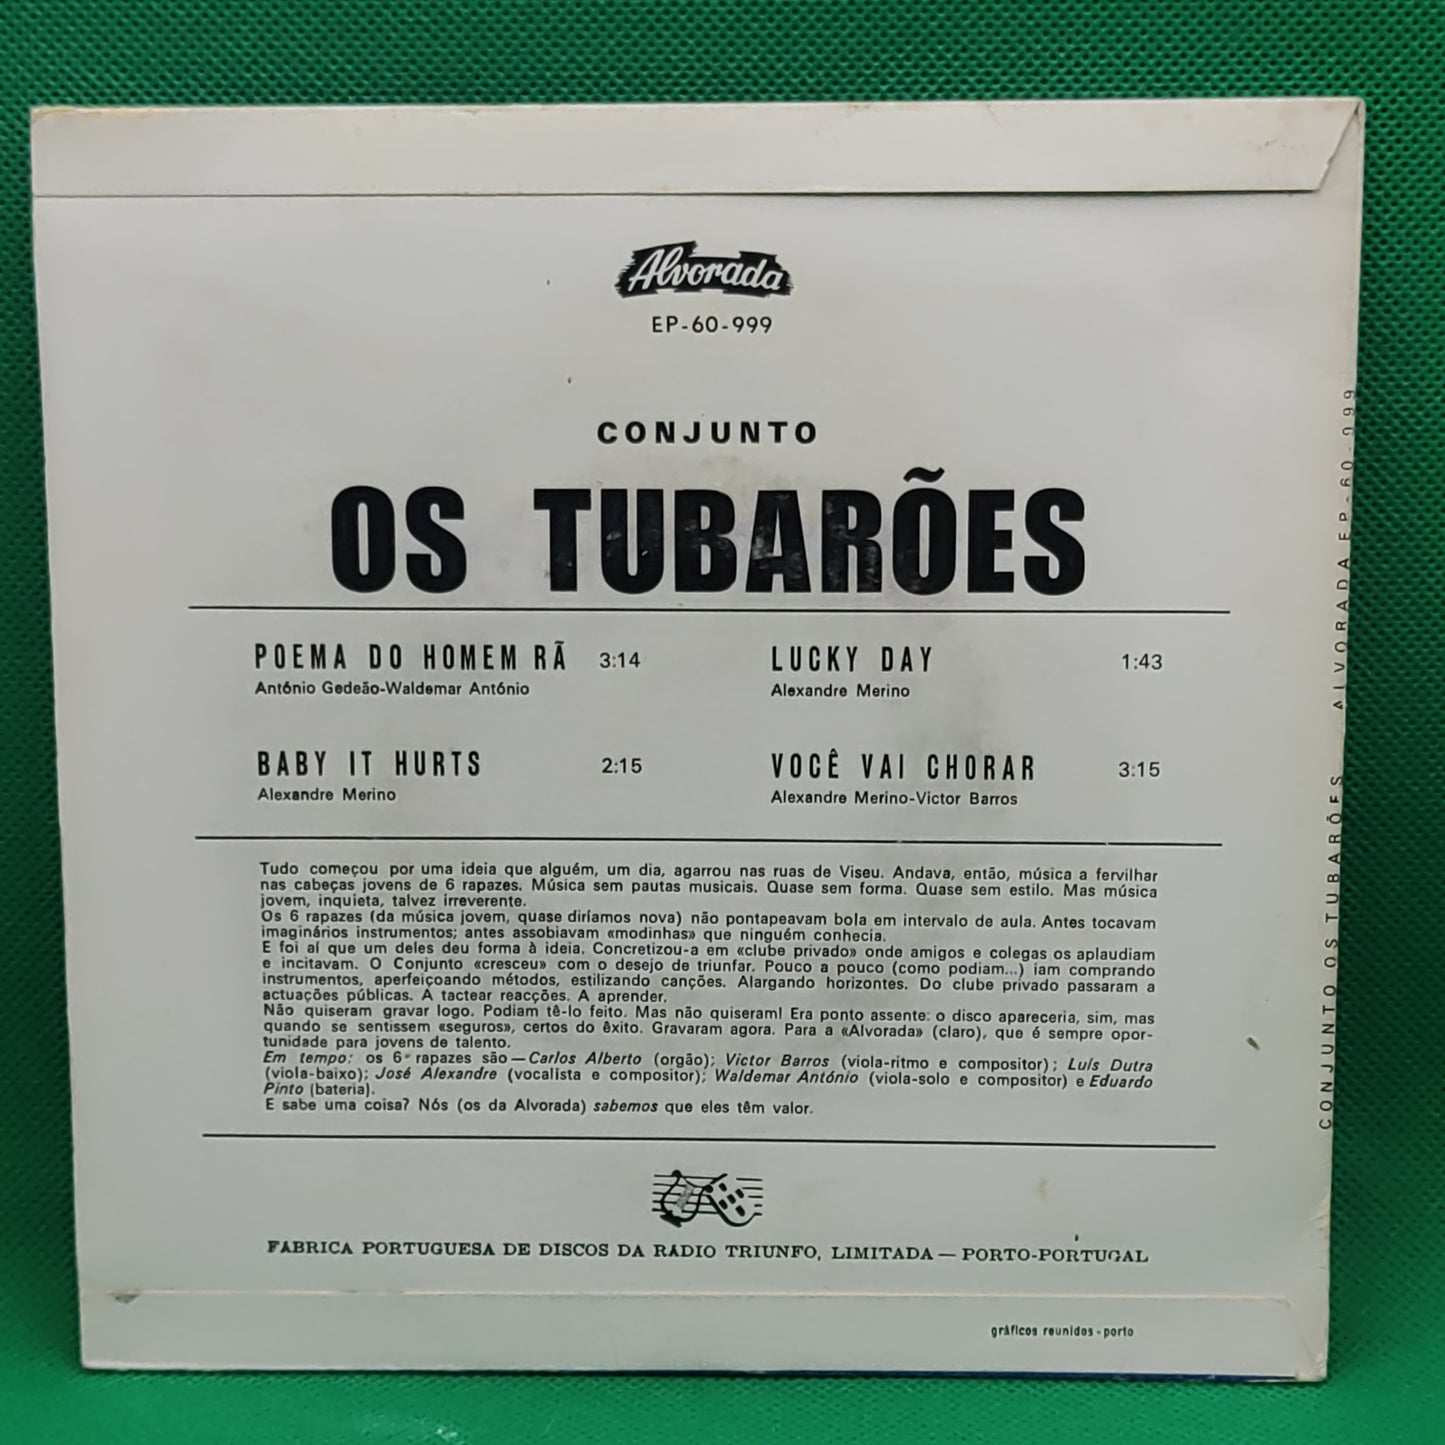 Alvorada
EP-60-999
CONJUNTO
OS TUBARÕES
POEMA DO HOMEM RÃ 3:14
António Gedeão-Waldemar António
BABY IT HURTS 2:15
Alexandre Merino
LUCKY DAY 1:43
Alexandre Merino
VOCÊ VAI CHORAR 3:15
Alexandre Merino-Victor Barros
Tudo começou por uma ideia que alguém, um dia, agarrou nas ruas de Viseu. Andava, então, música a fervilhar
nas cabeças jovens de 6 rapazes. Música sem pautas musicais. Quase sem forma. Quase sem estilo. Mas música
jovem, inquieta, talvez irreverente.
Os 6 rapazes (da música jovem, quase diríamos nova) não pontapeavam bola em intervalo de aula. Antes tocavam
imaginários instrumentos; antes assobiavam «modinhas» que ninguém conhecia.
E foi aí que um deles deu forma à ideia. Concretizou-a em «clube privado» onde amigos e colegas os aplaudiam
e incitavam. O Conjunto «cresceu» com o desejo de triunfar. Pouco a pouco (como podiam...) iam comprando
instrumentos, aperfeiçoando métodos, estilizando canções. Alargando horizontes. Do clube privado passaram a
actuações públicas. A tactear reacções. A aprender.
Não quiseram gravar logo. Podiam tê-lo feito. Mas não quiseram! Era ponto assente: o disco apareceria, sim, mas
quando se sentissem «seguros», certos do êxito. Gravaram agora. Para a «Alvorada» (claro), que é sempre opor-
tunidade para jovens de talento.
Em tempo: os 6 rapazes são — Carlos Alberto (orgão); Victor Barros (viola-ritmo e compositor); Luís Dutra
(viola-baixo); José Alexandre (vocalista e compositor); Waldemar António (viola-solo e compositor) e Eduardo
Pinto (bateria).
E sabe uma coisa? Nós (os da Alvorada) sabemos que eles têm valor.
FABRICA PORTUGUESA DE DISCOS DA RADIO TRIUNFO, LIMITADA — PORTO-PORTUGAL
gráficos reunidos - porto
CONJUNTO OS TUBARÕES ALVORADA EP-60-999